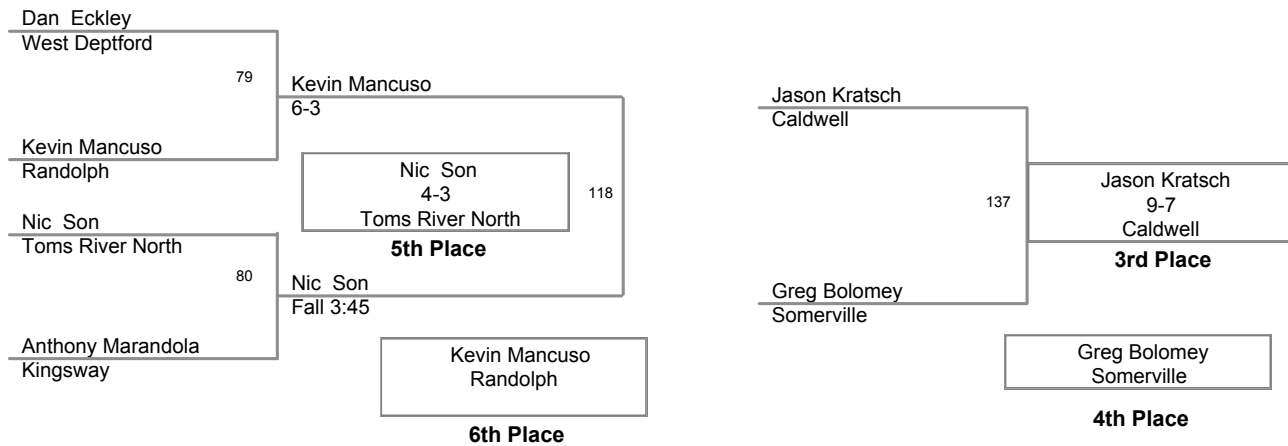 Dan  Eckley
West Deptford
79
Kevin Mancuso
6-3
Kevin Mancuso
Randolph
Nic  Son
4-3
Toms River North
5th Place
118
Nic  Son
Toms River North
80
Nic  Son
Fall 3:45
Anthony Marandola
Kingsway
Kevin Mancuso
Randolph
6th Place
Jason Kratsch
Caldwell
137
Jason Kratsch
9-7
Caldwell
3rd Place
Greg Bolomey
Somerville
Greg Bolomey
Somerville
4th Place